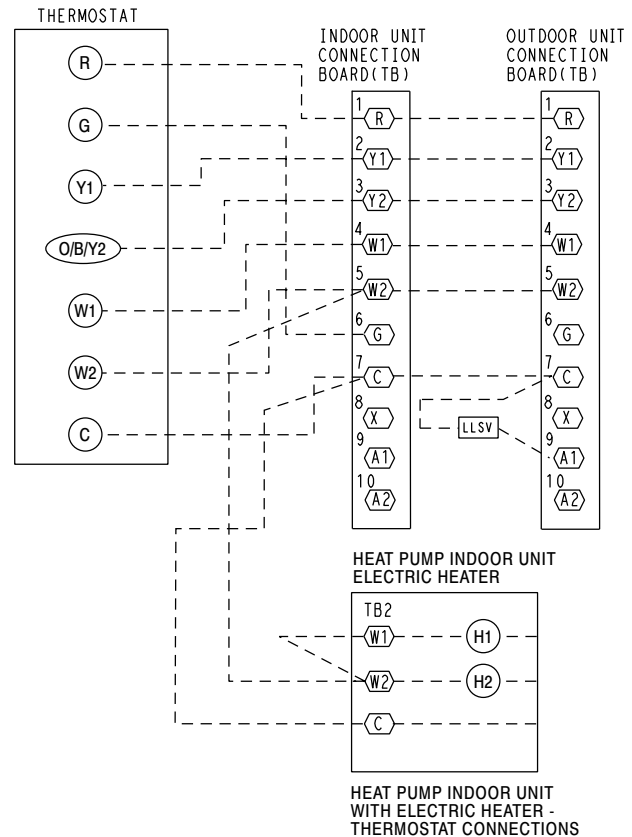 THERMOSTAT
R
G
Y1
O/B/Y2
W1
W2
C
INDOOR UNIT
CONNECTION
BOARD(TB)
1
R
2
Y1
3
Y2
4
W1
5
W2
6
G
7
C
8
X
9
A1
10
A2
OUTDOOR UNIT
CONNECTION
BOARD(TB)
1
R
2
Y1
3
Y2
4
W1
5
W2
6
G
7
C
8
X
LLSV
9
A1
10
A2
HEAT PUMP INDOOR UNIT
ELECTRIC HEATER
TB2
W1
H1
W2
H2
C
HEAT PUMP INDOOR UNIT
WITH ELECTRIC HEATER -
THERMOSTAT CONNECTIONS